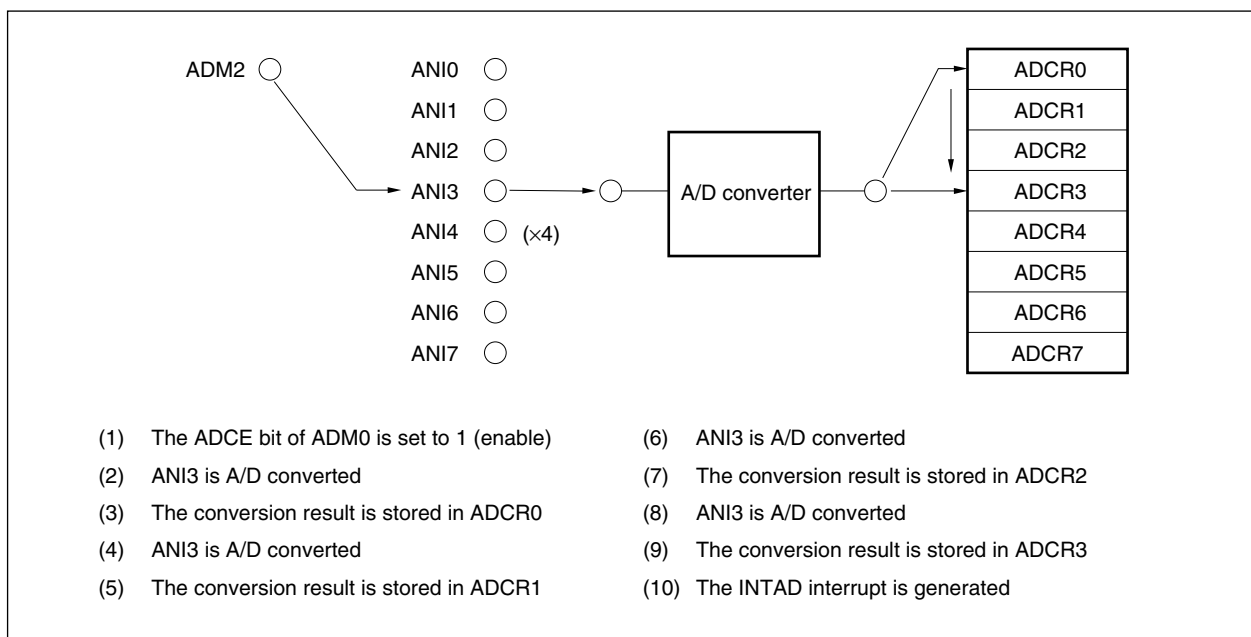 ADM2
ANI0
ANI1
ANI2
ANI3
ANI4
(×4)
ANI5
ANI6
ANI7
A/D converter
ADCR0
ADCR1
ADCR2
ADCR3
ADCR4
ADCR5
ADCR6
ADCR7
(1) The ADCE bit of ADM0 is set to 1 (enable)
(2) ANI3 is A/D converted
(3) The conversion result is stored in ADCR0
(4) ANI3 is A/D converted
(5) The conversion result is stored in ADCR1
(6) ANI3 is A/D converted
(7) The conversion result is stored in ADCR2
(8) ANI3 is A/D converted
(9) The conversion result is stored in ADCR3
(10) The INTAD interrupt is generated